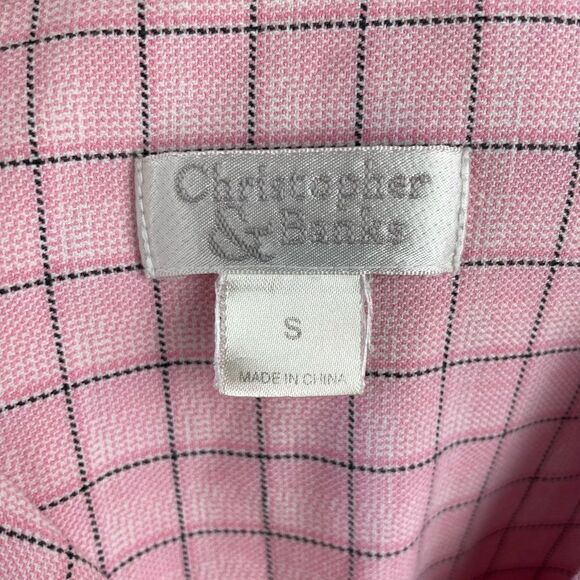 Christopher
& Banks
S
MADE IN CHINA